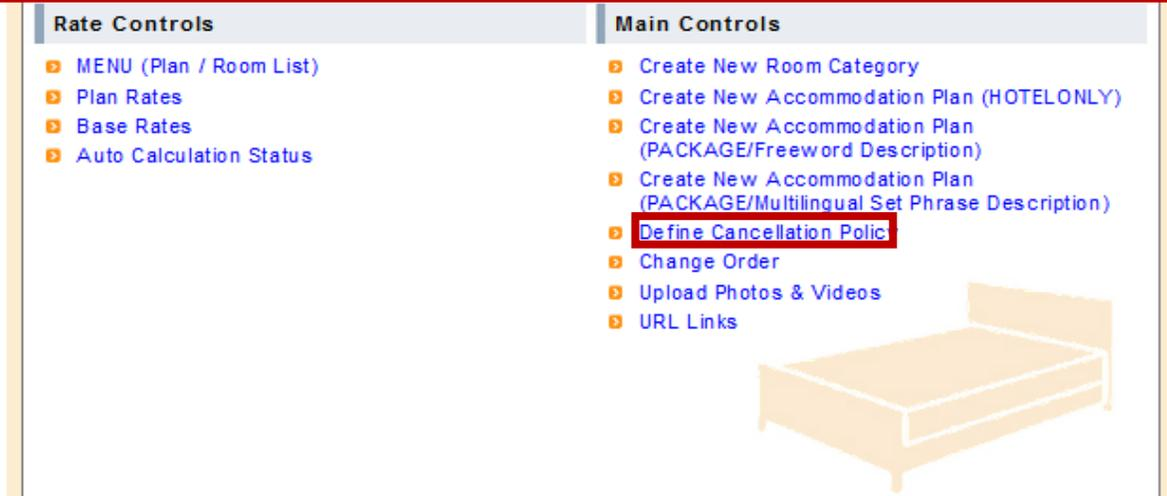 Rate Controls
MENU (Plan / Room List)
Plan Rates
Base Rates
Auto Calculation Status
Main Controls
Create New Room Category
Create New Accommodation Plan (HOTELONLY)
Create New Accommodation Plan
(PACKAGE/Freeword Description)
Create New Accommodation Plan
(PACKAGE/Multilingual Set Phrase Description)
Define Cancellation Policy
Change Order
Upload Photos & Videos
URL Links